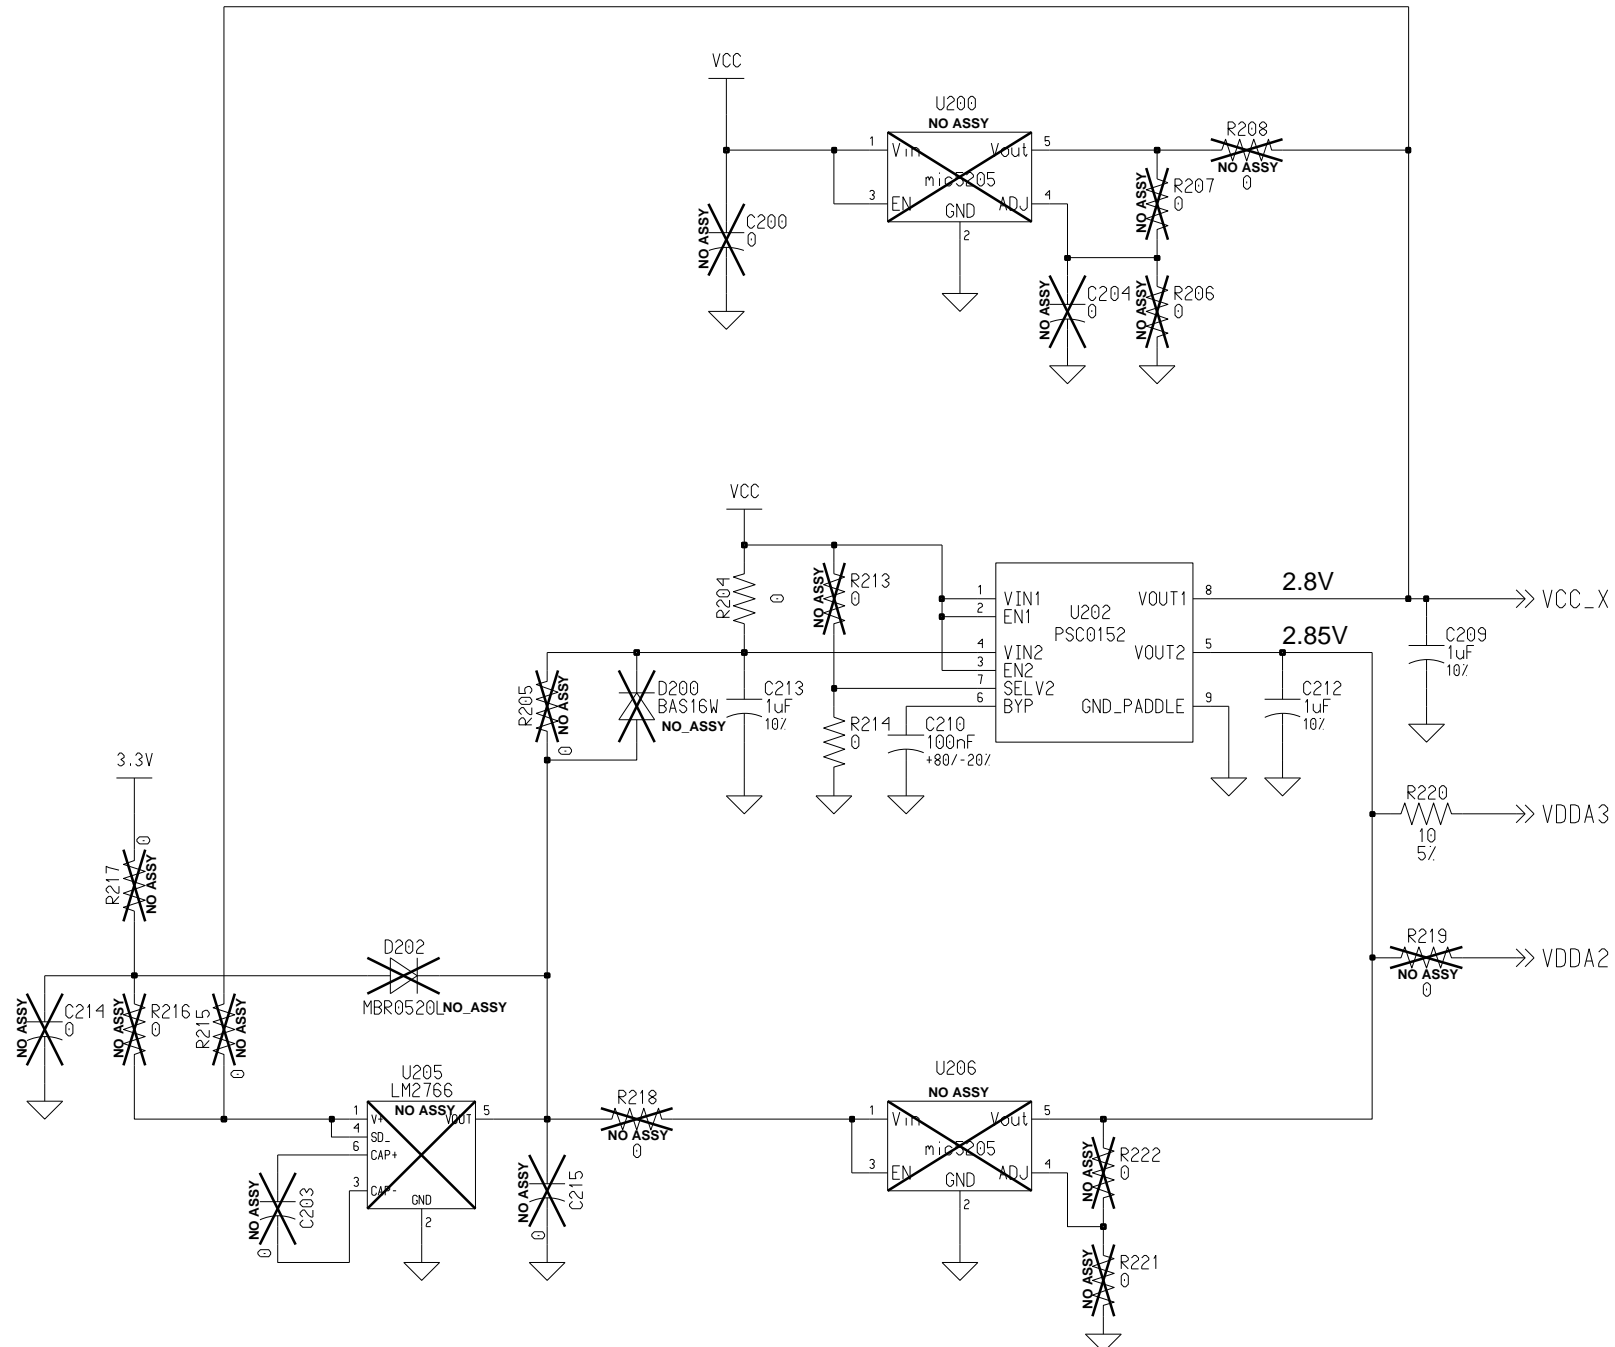 VCC
U200
NO ASSY
1
Vin
Vout
5
mic5205
3
EN
ADJ
4
GND
2
R208
NO ASSY
0
NO ASSY
R207
0
NO ASSY
C200
0
NO ASSY
C204
0
NO ASSY
R206
0
VCC
R204
0
NO ASSY
R213
0
1
VIN1
2
EN1
4
VIN2
3
EN2
7
SELV2
6
BYP
U202
PSC0152
VOUT1
8
VOUT2
5
GND_PADDLE
9
2.8V
2.85V
VCC_X
C209
1uF
10%
R205
NO ASSY
0
D200
BAS16W
NO_ASSY
C213
1uF
10%
R214
0
C210
100nF
+80/-20%
C212
1uF
10%
3.3V
0
R217
NO ASSY
R220
10
5%
VDDA3
R219
NO ASSY
0
VDDA2
D202
MBR0520L
NO_ASSY
NO ASSY
C214
0
NO ASSY
R216
0
R215
NO ASSY
0
U205
LM2766
NO ASSY
1
V+
VOUT
5
4
SD_
6
CAP+
3
CAP-
GND
2
NO ASSY
C203
0
R218
NO ASSY
0
NO ASSY
C215
0
U206
NO ASSY
1
Vin
Vout
5
mic5205
3
EN
ADJ
4
GND
2
NO ASSY
R222
0
NO ASSY
R221
0